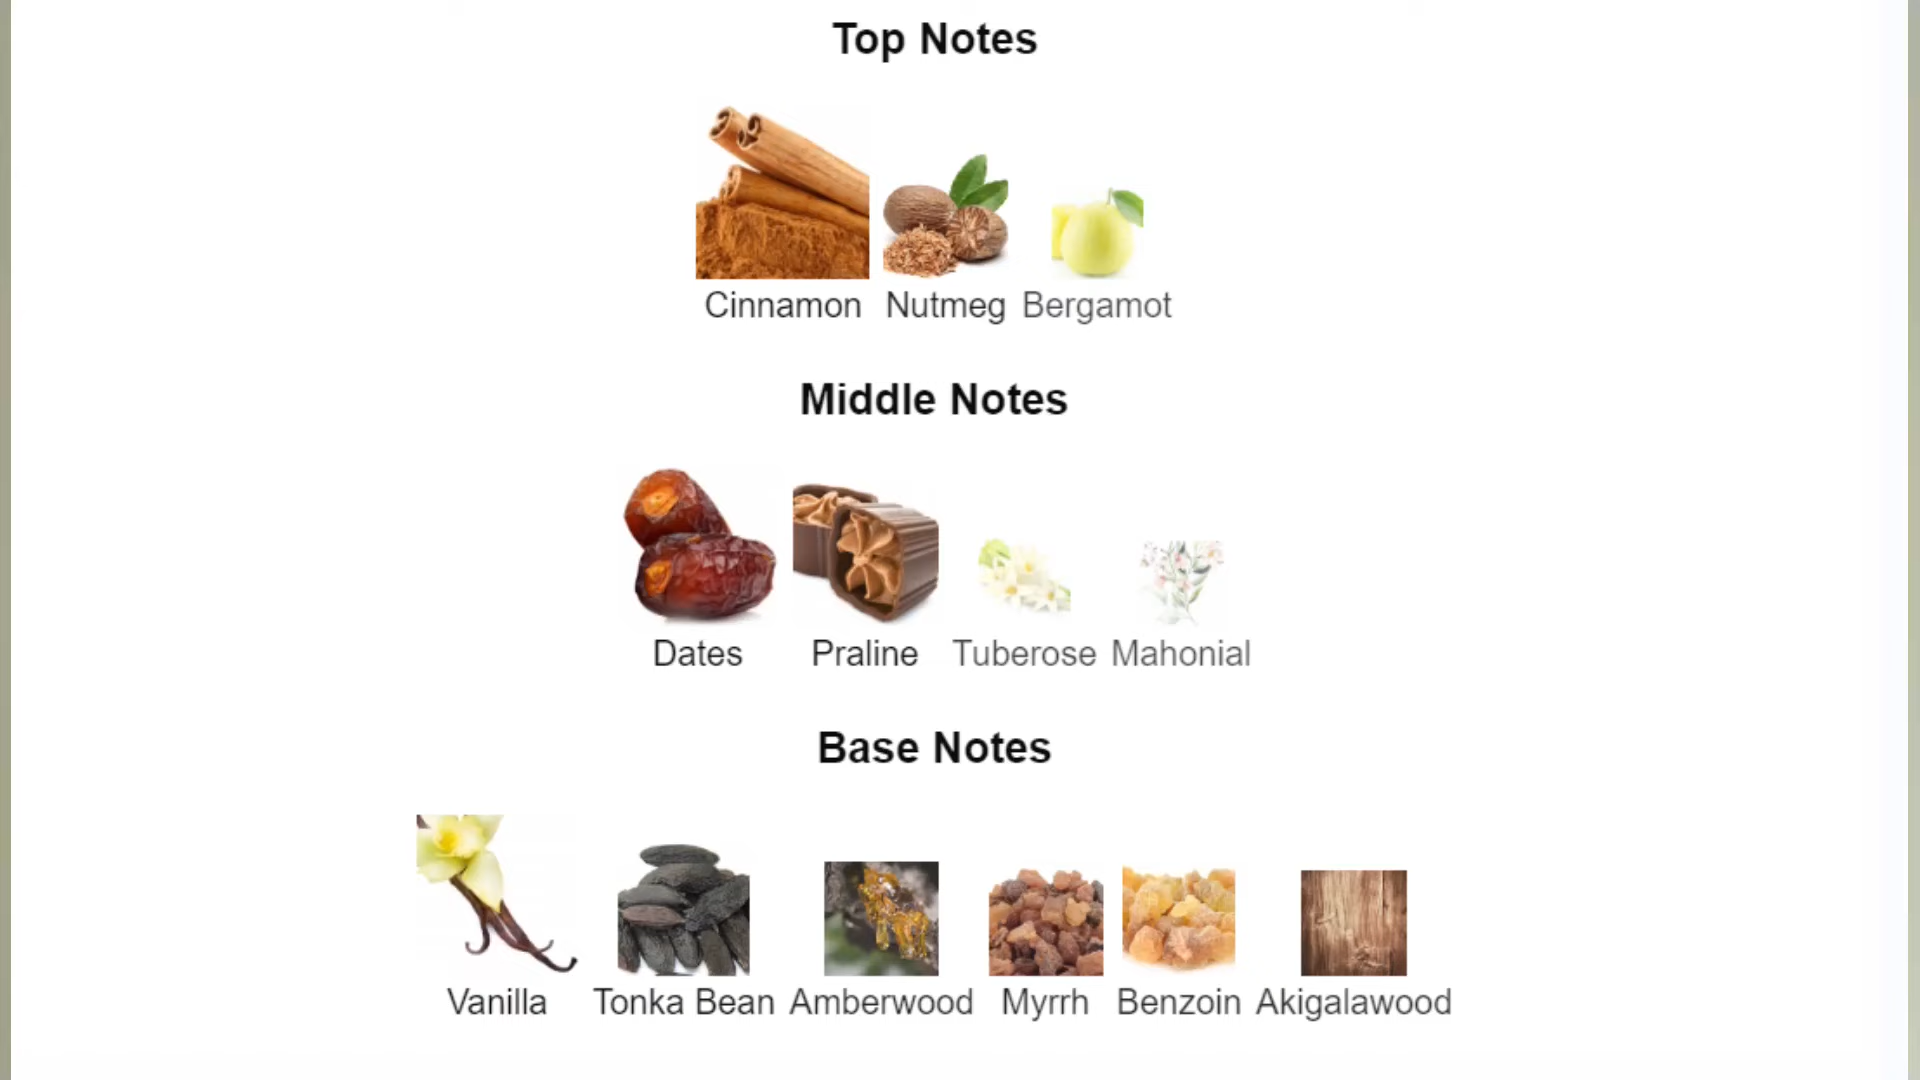 Top Notes
Cinnamon Nutmeg Bergamot
Middle Notes
Dates Praline Tuberose Mahonial
Base Notes
Vanilla Tonka Bean Amberwood Myrrh Benzoin Akigalawood